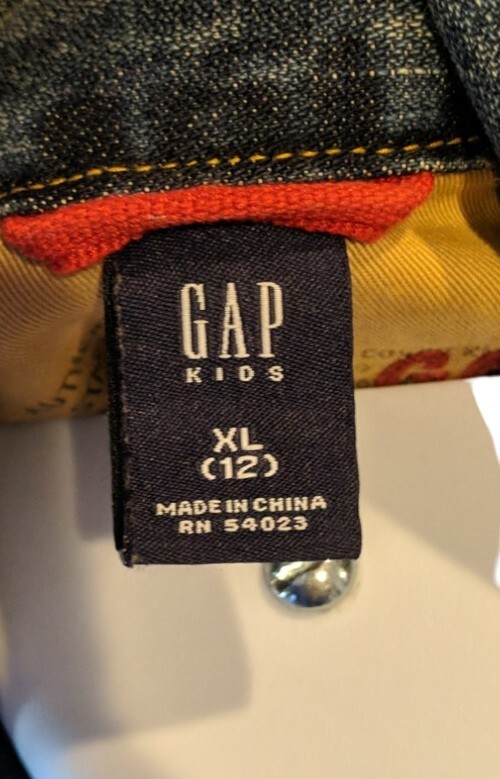 GAP
KIDS
XL
(12)
MADE IN CHINA
RN 54023